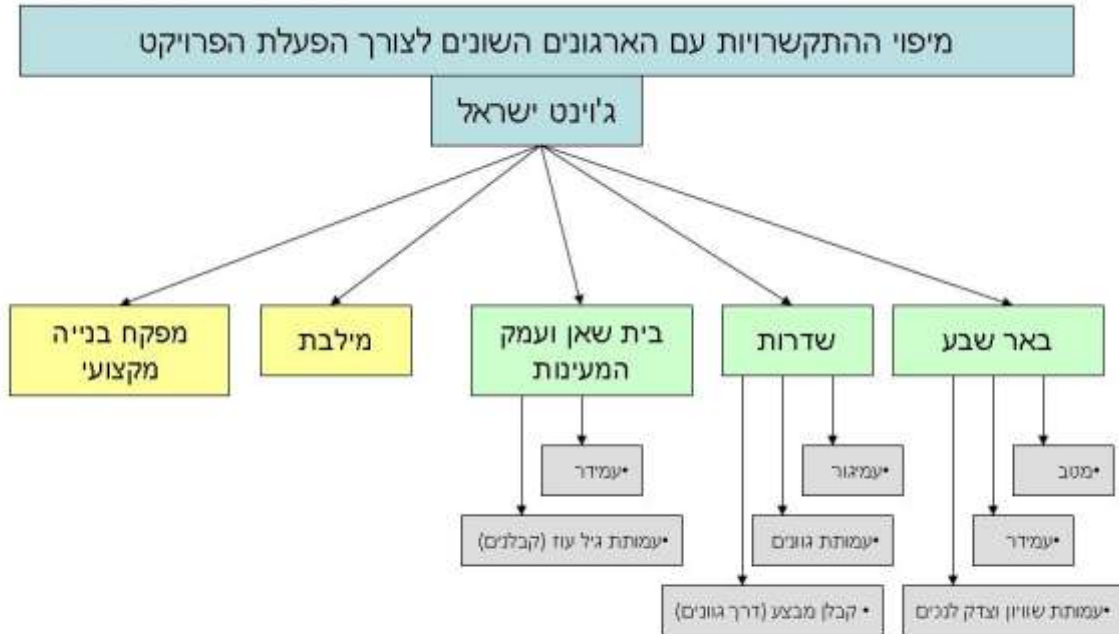 מיפוי ההתקשרויות עם הארגונים השונים לצורך הפעלת הפרויקט
ג'וינט ישראל
באר שבע
שדרות
בית שאן ועמק
המעינות
מילבת
מפקח בנייה
מקצועי
•מטב
•עמידר
•עמותת שוויון וצדק לנכים
•עמיגור
•עמותת גוונים
• קבלן מבצע (דרך גוונים)
•עמידר
•עמותת גיל עוז (קבלנים)